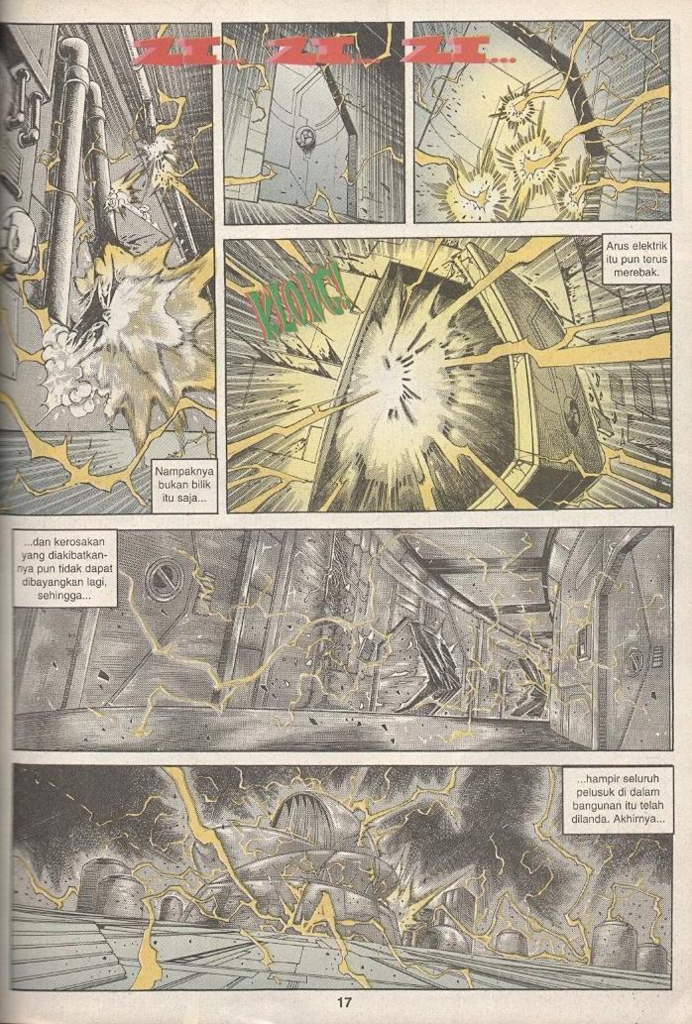 ZI... ZI... ZI...
Arus elektrik
itu pun terus
merebak.
KLONG!
Nampaknya
bukan bilik
itu saja...
...dan kerosakan
yang diakibatkan-
nya pun tidak dapat
dibayangkan lagi,
sehingga...
...hampir seluruh
pelusuk di dalam
bangunan itu telah
dilanda. Akhirnya...
17